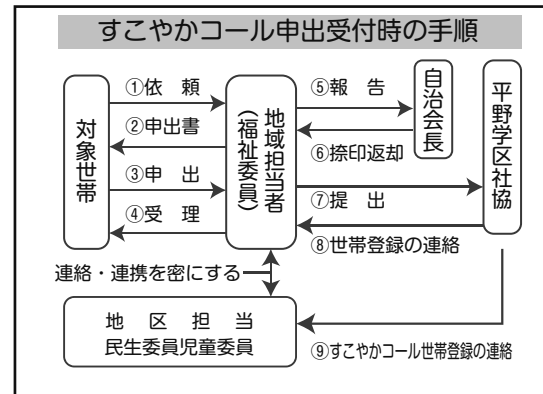 すこやかコール申出受付時の手順
対象世帯
①依　頼
②申出書
③申　出
④受　理
地域担当者
（福祉委員）
⑤報　告
⑥捺印返却
自治会長
⑦提　出
⑧世帯登録の連絡
平野学区社協
連絡・連携を密にする
地　区　担　当
民生委員児童委員
⑨すこやかコール世帯登録の連絡